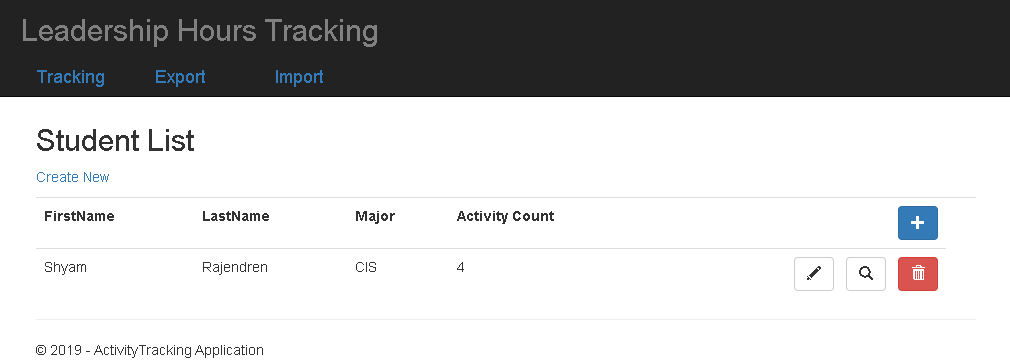 Leadership Hours Tracking
Tracking Export Import
Student List
Create New
FirstName LastName Major Activity Count
Shyam Rajendren CIS 4
© 2019 - ActivityTracking Application